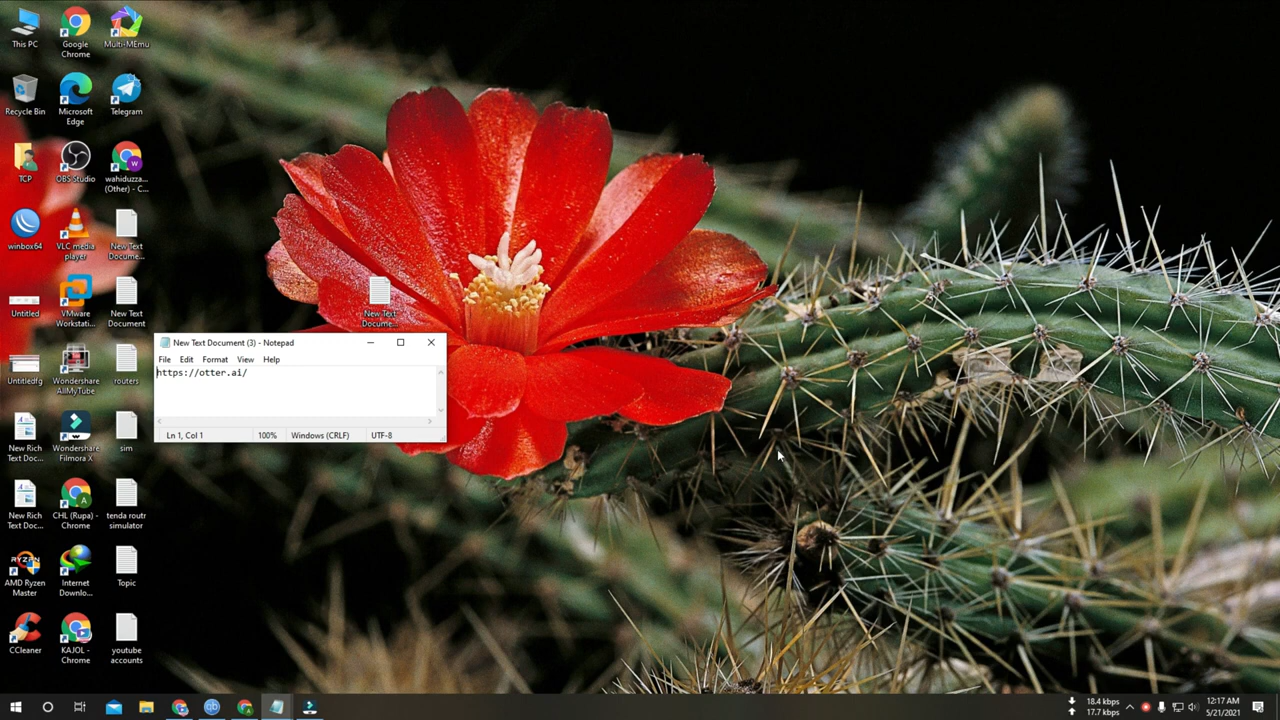 This PC
Google
Chrome
Multi-MEmu
Recycle Bin
Microsoft
Edge
Telegram
TCP
OBS Studio
wahiduzza...
(Other) - C...
winbox64
VLC media
player
New Text
Docume...
Untitled
VMware
Workstati...
New Text
Document
New Text
Docume...
Untitledfg
Wondershare
AllMyTube
routers
New Rich
Text Doc...
Wondershare
Filmora X
sim
New Rich
Text Doc...
CHL (Rupa) -
Chrome
tenda routr
simulator
RYZEN
AMD Ryzen
Master
Internet
Downlo...
Topic
CCleaner
KAJOL -
Chrome
youtube
accounts
New Text Document (3) - Notepad
File Edit Format View Help
https://otter.ai/
Ln 1, Col 1 100% Windows (CRLF) UTF-8
18.4 kbps
17.7 kbps
12:17 AM
5/21/2021